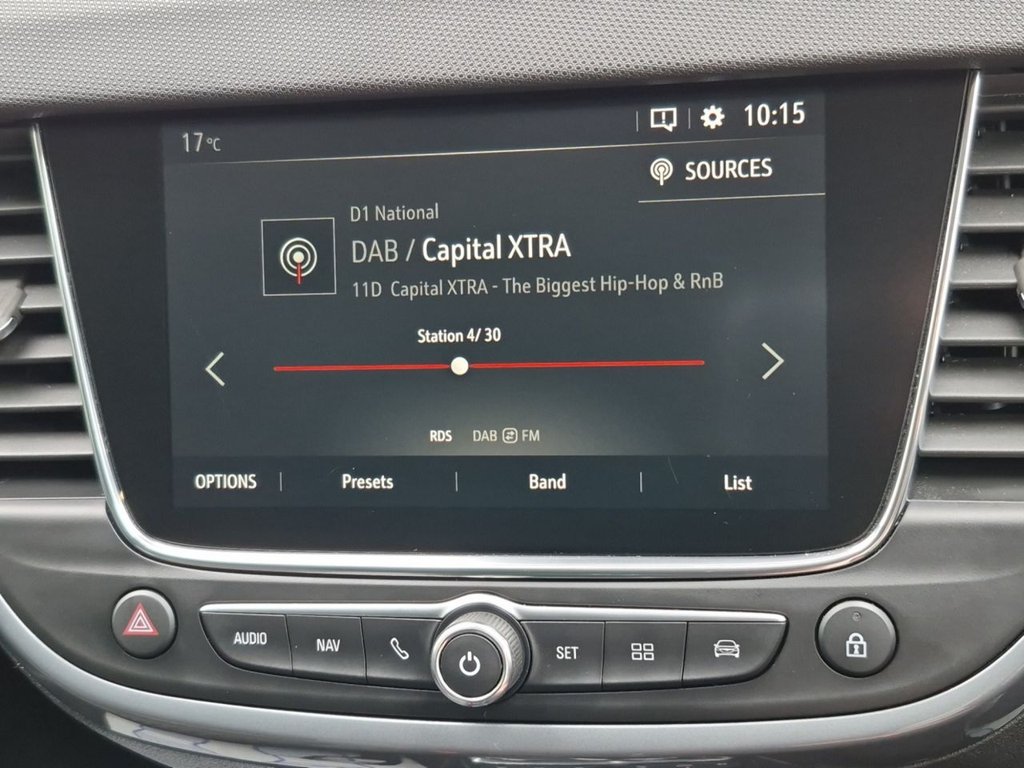 17°C
10:15
SOURCES
D1 National
DAB / Capital XTRA
11D Capital XTRA - The Biggest Hip-Hop & RnB
Station 4/ 30
RDS DAB FM
OPTIONS Presets Band List
AUDIO NAV SET